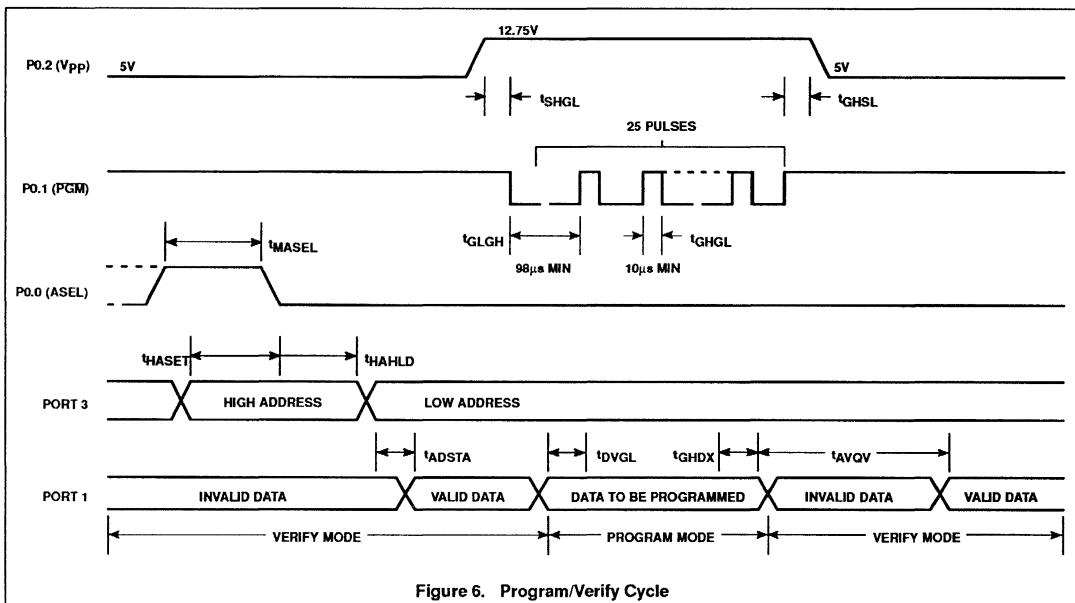 12.75V
P0.2 (VPP)
5V
5V
tSHGL
tGHSL
25 PULSES
P0.1 (PGM)
tMASEL
tGLGH
tGHGL
98µs MIN
10µs MIN
P0.0 (ASEL)
tHASET
tHAHLD
PORT 3
HIGH ADDRESS
LOW ADDRESS
tADSTA
tDVGL
tGHDX
tAVQV
PORT 1
INVALID DATA
VALID DATA
DATA TO BE PROGRAMMED
INVALID DATA
VALID DATA
VERIFY MODE
PROGRAM MODE
VERIFY MODE
Figure 6. Program/Verify Cycle